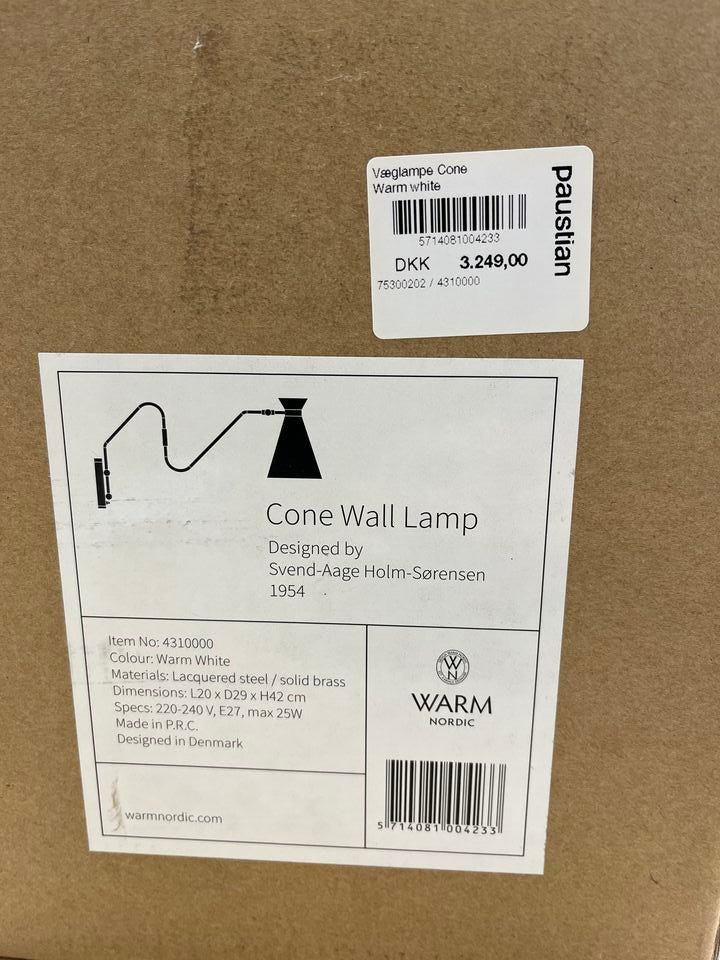 Væglampe Cone
Warm white
5714081004233
DKK 3.249,00
75300202 / 4310000
paustian
Cone Wall Lamp
Designed by
Svend-Aage Holm-Sørensen
1954
Item No: 4310000
Colour: Warm White
Materials: Lacquered steel / solid brass
Dimensions: L20 x D29 x H42 cm
Specs: 220-240 V, E27, max 25W
Made in P.R.C.
Designed in Denmark
warmnordic.com
WN
WARM
NORDIC
5 714081 004233